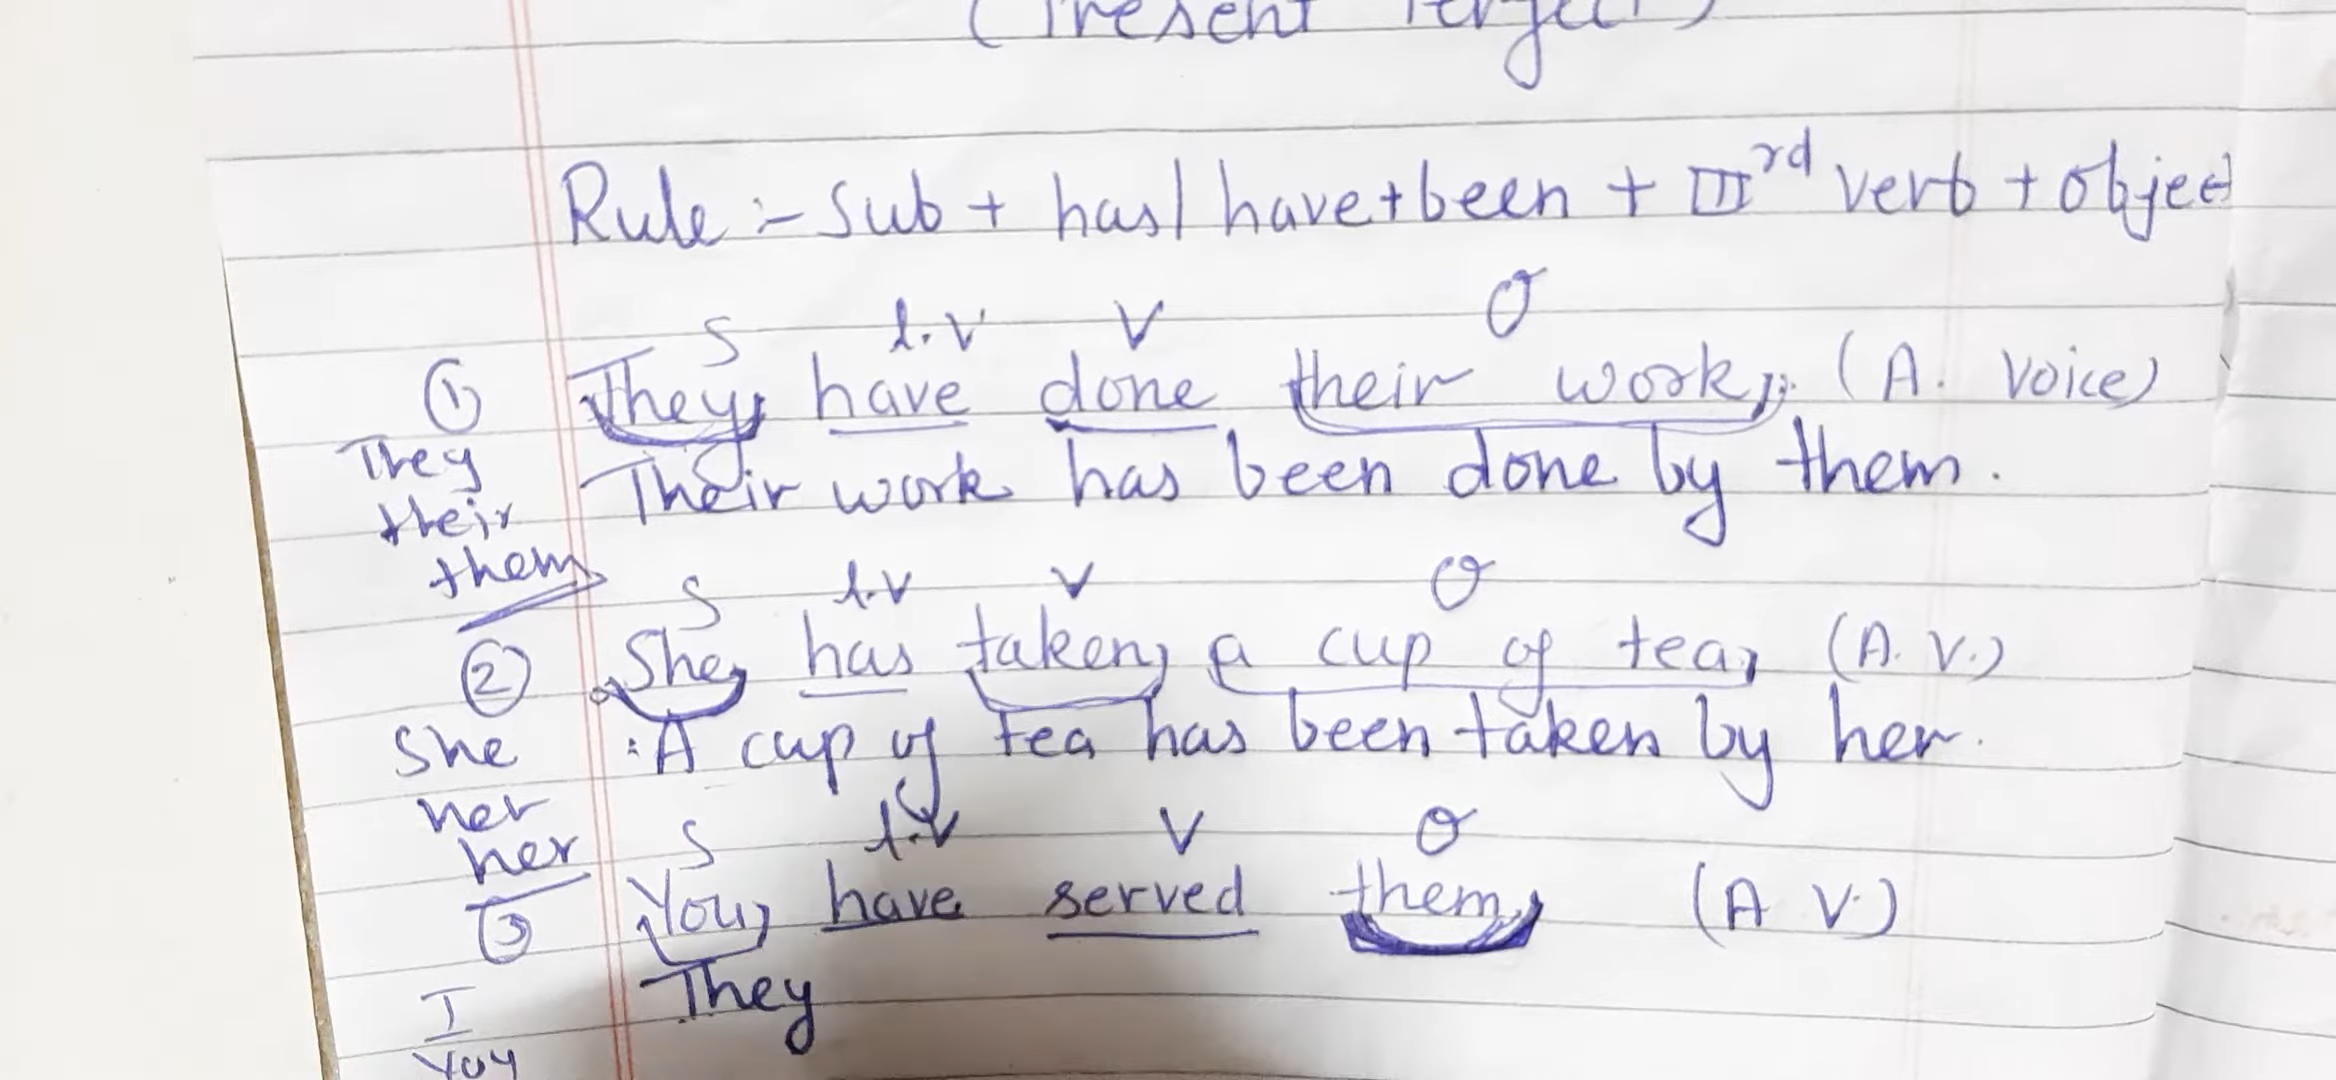 (Present Perfect)
Rule :- Sub + has/ have + been + IIIrd verb + object
S h.v V O
① They have done their work. (A. Voice)
They Their work has been done by them.
their
them
S h.v V O
② She has taken a cup of tea, (A. V.)
She : A cup of tea has been taken by her.
her
her
S h.v V O
③ You have served them (A V.)
I They
You